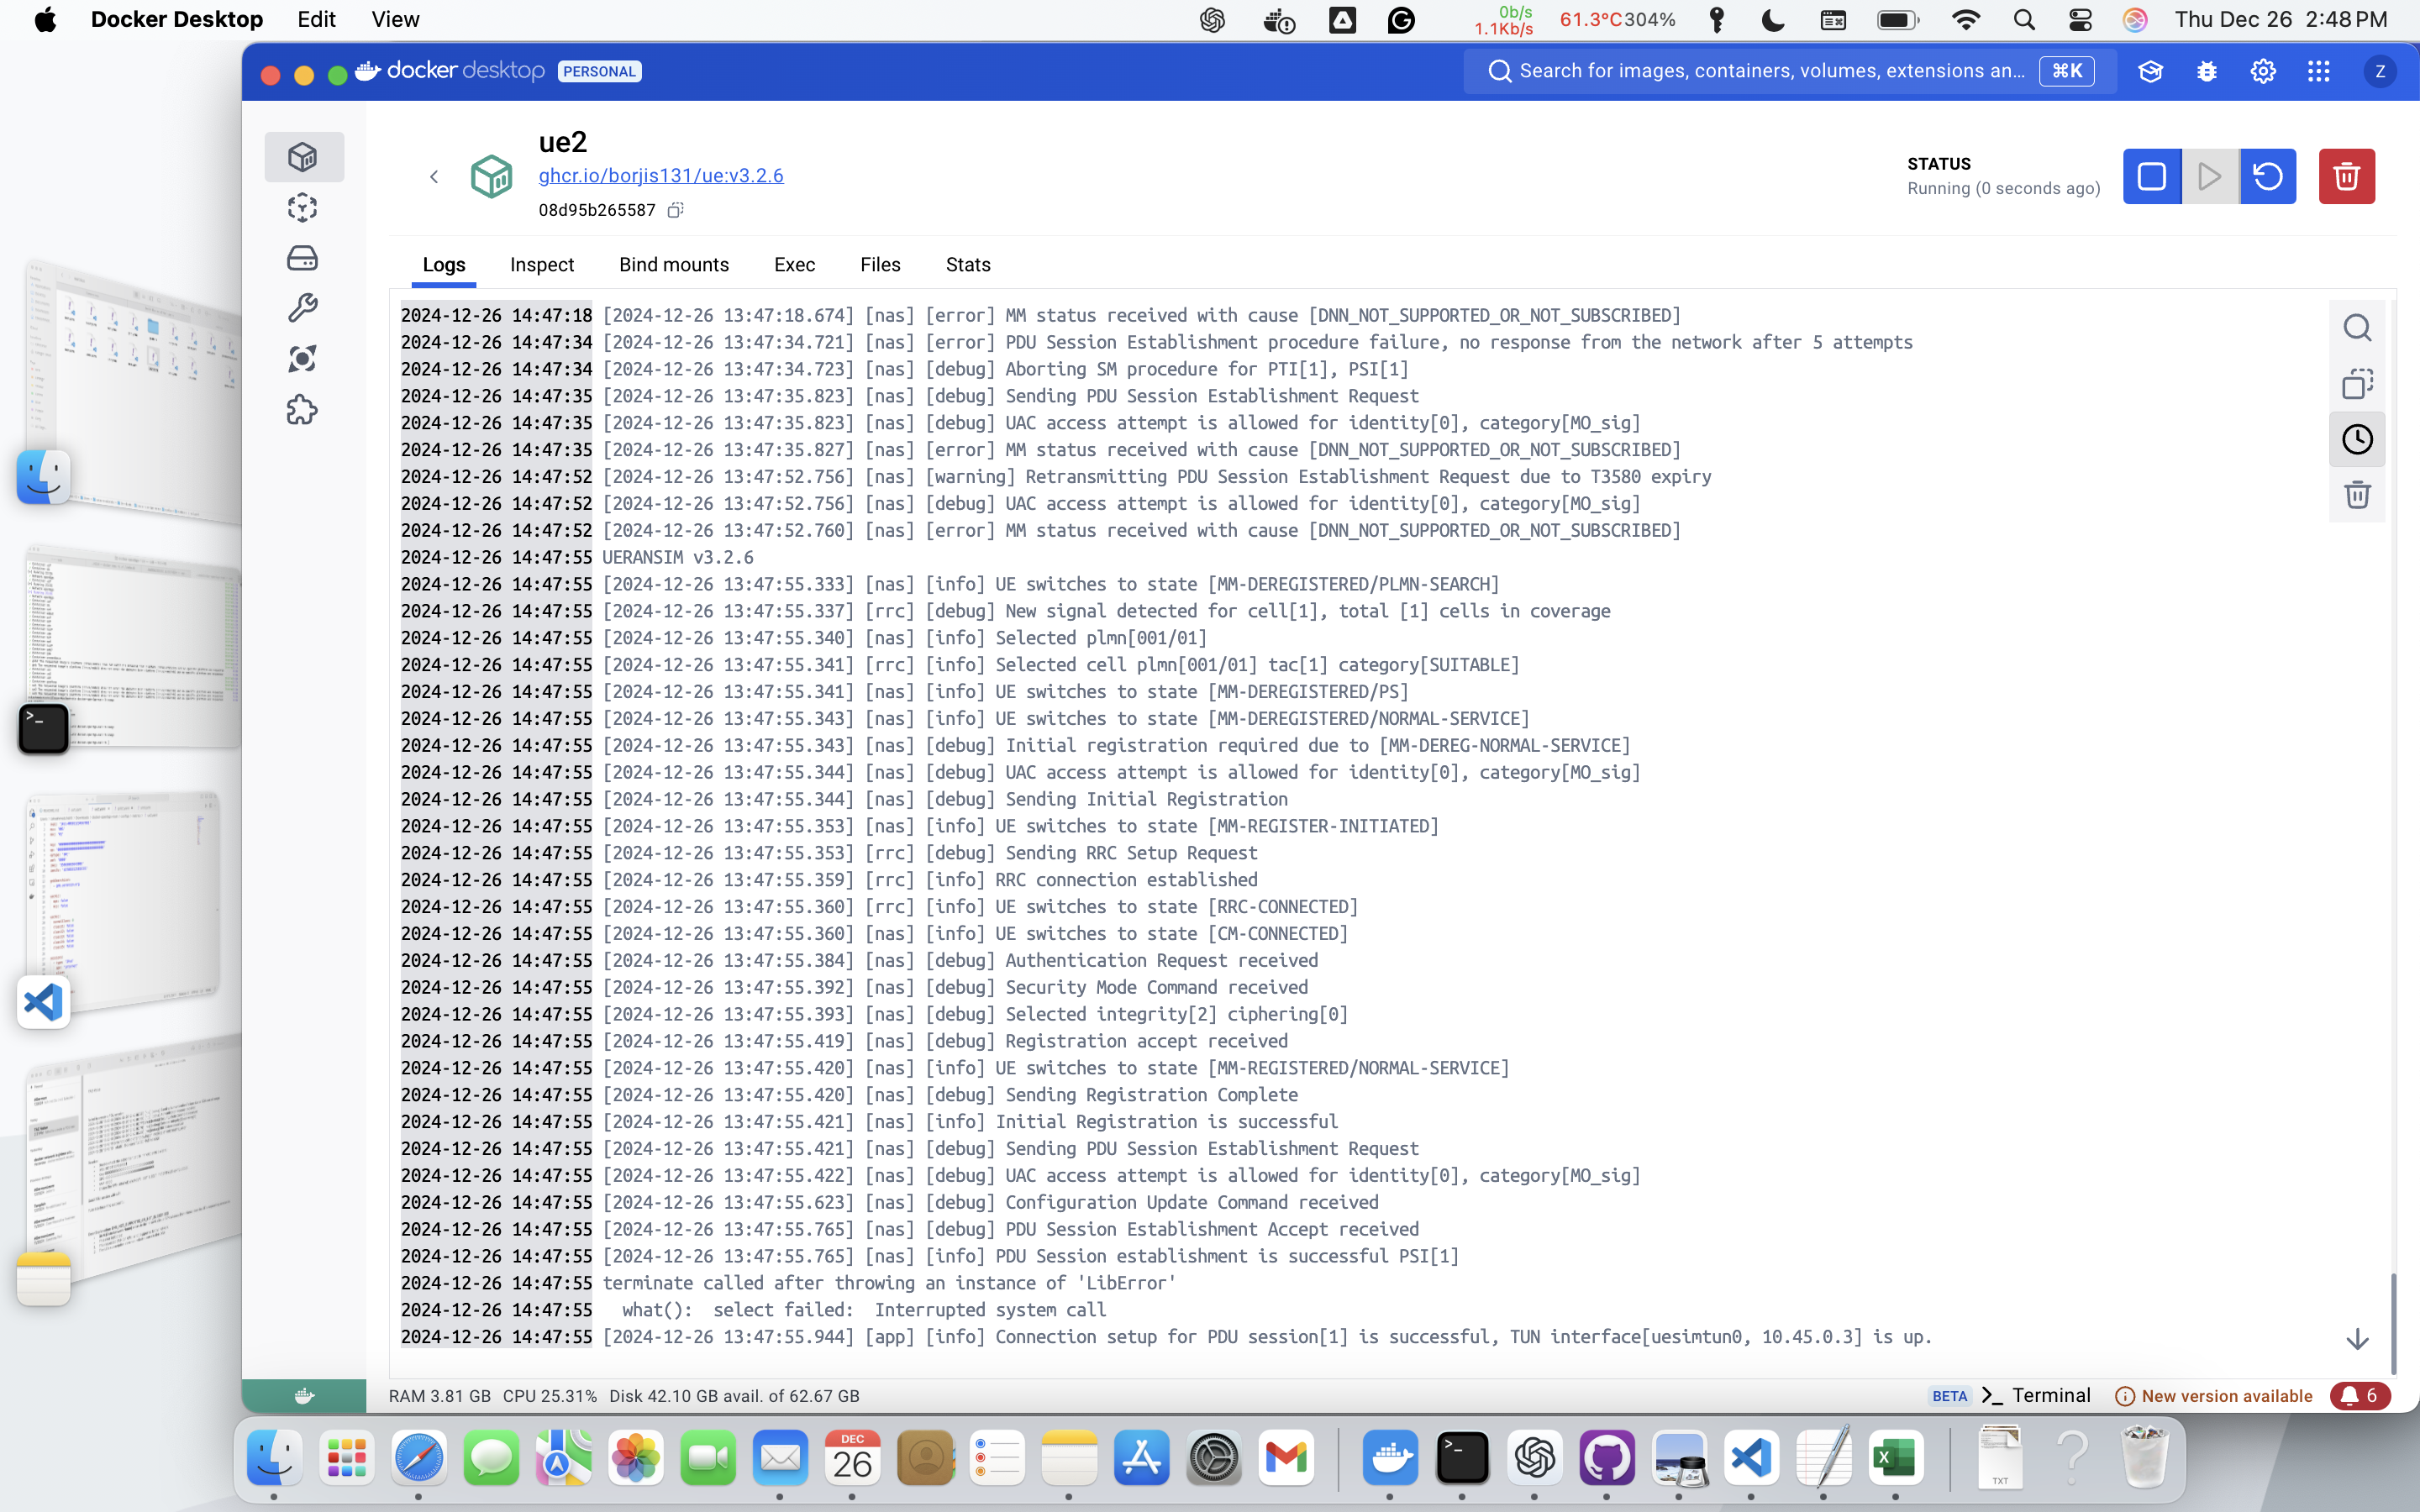 Docker Desktop Edit View
0b/s
1.1Kb/s
61.3ºC 304%
Thu Dec 26 2:48 PM
docker desktop PERSONAL
Search for images, containers, volumes, extensions an... ⌘K
Z
ue2
ghcr.io/borjis131/ue:v3.2.6
08d95b265587
STATUS
Running (0 seconds ago)
Logs Inspect Bind mounts Exec Files Stats
2024-12-26 14:47:18 [2024-12-26 13:47:18.674] [nas] [error] MM status received with cause [DNN_NOT_SUPPORTED_OR_NOT_SUBSCRIBED]
2024-12-26 14:47:34 [2024-12-26 13:47:34.721] [nas] [error] PDU Session Establishment procedure failure, no response from the network after 5 attempts
2024-12-26 14:47:34 [2024-12-26 13:47:34.723] [nas] [debug] Aborting SM procedure for PTI[1], PSI[1]
2024-12-26 14:47:35 [2024-12-26 13:47:35.823] [nas] [debug] Sending PDU Session Establishment Request
2024-12-26 14:47:35 [2024-12-26 13:47:35.823] [nas] [debug] UAC access attempt is allowed for identity[0], category[MO_sig]
2024-12-26 14:47:35 [2024-12-26 13:47:35.827] [nas] [error] MM status received with cause [DNN_NOT_SUPPORTED_OR_NOT_SUBSCRIBED]
2024-12-26 14:47:52 [2024-12-26 13:47:52.756] [nas] [warning] Retransmitting PDU Session Establishment Request due to T3580 expiry
2024-12-26 14:47:52 [2024-12-26 13:47:52.756] [nas] [debug] UAC access attempt is allowed for identity[0], category[MO_sig]
2024-12-26 14:47:52 [2024-12-26 13:47:52.760] [nas] [error] MM status received with cause [DNN_NOT_SUPPORTED_OR_NOT_SUBSCRIBED]
2024-12-26 14:47:55 UERANSIM v3.2.6
2024-12-26 14:47:55 [2024-12-26 13:47:55.333] [nas] [info] UE switches to state [MM-DEREGISTERED/PLMN-SEARCH]
2024-12-26 14:47:55 [2024-12-26 13:47:55.337] [rrc] [debug] New signal detected for cell[1], total [1] cells in coverage
2024-12-26 14:47:55 [2024-12-26 13:47:55.340] [nas] [info] Selected plmn[001/01]
2024-12-26 14:47:55 [2024-12-26 13:47:55.341] [rrc] [info] Selected cell plmn[001/01] tac[1] category[SUITABLE]
2024-12-26 14:47:55 [2024-12-26 13:47:55.341] [nas] [info] UE switches to state [MM-DEREGISTERED/PS]
2024-12-26 14:47:55 [2024-12-26 13:47:55.343] [nas] [info] UE switches to state [MM-DEREGISTERED/NORMAL-SERVICE]
2024-12-26 14:47:55 [2024-12-26 13:47:55.343] [nas] [debug] Initial registration required due to [MM-DEREG-NORMAL-SERVICE]
2024-12-26 14:47:55 [2024-12-26 13:47:55.344] [nas] [debug] UAC access attempt is allowed for identity[0], category[MO_sig]
2024-12-26 14:47:55 [2024-12-26 13:47:55.344] [nas] [debug] Sending Initial Registration
2024-12-26 14:47:55 [2024-12-26 13:47:55.353] [nas] [info] UE switches to state [MM-REGISTER-INITIATED]
2024-12-26 14:47:55 [2024-12-26 13:47:55.353] [rrc] [debug] Sending RRC Setup Request
2024-12-26 14:47:55 [2024-12-26 13:47:55.359] [rrc] [info] RRC connection established
2024-12-26 14:47:55 [2024-12-26 13:47:55.360] [rrc] [info] UE switches to state [RRC-CONNECTED]
2024-12-26 14:47:55 [2024-12-26 13:47:55.360] [nas] [info] UE switches to state [CM-CONNECTED]
2024-12-26 14:47:55 [2024-12-26 13:47:55.384] [nas] [debug] Authentication Request received
2024-12-26 14:47:55 [2024-12-26 13:47:55.392] [nas] [debug] Security Mode Command received
2024-12-26 14:47:55 [2024-12-26 13:47:55.393] [nas] [debug] Selected integrity[2] ciphering[0]
2024-12-26 14:47:55 [2024-12-26 13:47:55.419] [nas] [debug] Registration accept received
2024-12-26 14:47:55 [2024-12-26 13:47:55.420] [nas] [info] UE switches to state [MM-REGISTERED/NORMAL-SERVICE]
2024-12-26 14:47:55 [2024-12-26 13:47:55.420] [nas] [debug] Sending Registration Complete
2024-12-26 14:47:55 [2024-12-26 13:47:55.421] [nas] [info] Initial Registration is successful
2024-12-26 14:47:55 [2024-12-26 13:47:55.421] [nas] [debug] Sending PDU Session Establishment Request
2024-12-26 14:47:55 [2024-12-26 13:47:55.422] [nas] [debug] UAC access attempt is allowed for identity[0], category[MO_sig]
2024-12-26 14:47:55 [2024-12-26 13:47:55.623] [nas] [debug] Configuration Update Command received
2024-12-26 14:47:55 [2024-12-26 13:47:55.765] [nas] [debug] PDU Session Establishment Accept received
2024-12-26 14:47:55 [2024-12-26 13:47:55.765] [nas] [info] PDU Session establishment is successful PSI[1]
2024-12-26 14:47:55 terminate called after throwing an instance of 'LibError'
2024-12-26 14:47:55 what(): select failed: Interrupted system call
2024-12-26 14:47:55 [2024-12-26 13:47:55.944] [app] [info] Connection setup for PDU session[1] is successful, TUN interface[uesimtun0, 10.45.0.3] is up.
RAM 3.81 GB CPU 25.31% Disk 42.10 GB avail. of 62.67 GB
BETA Terminal New version available 6
DEC
26
TXT